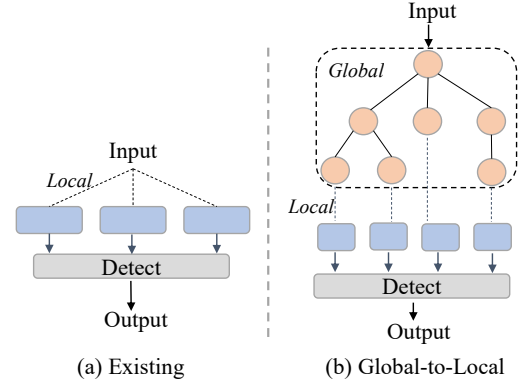 Input
Local
Detect
Output
(a) Existing
Input
Global
Local
Detect
Output
(b) Global-to-Local